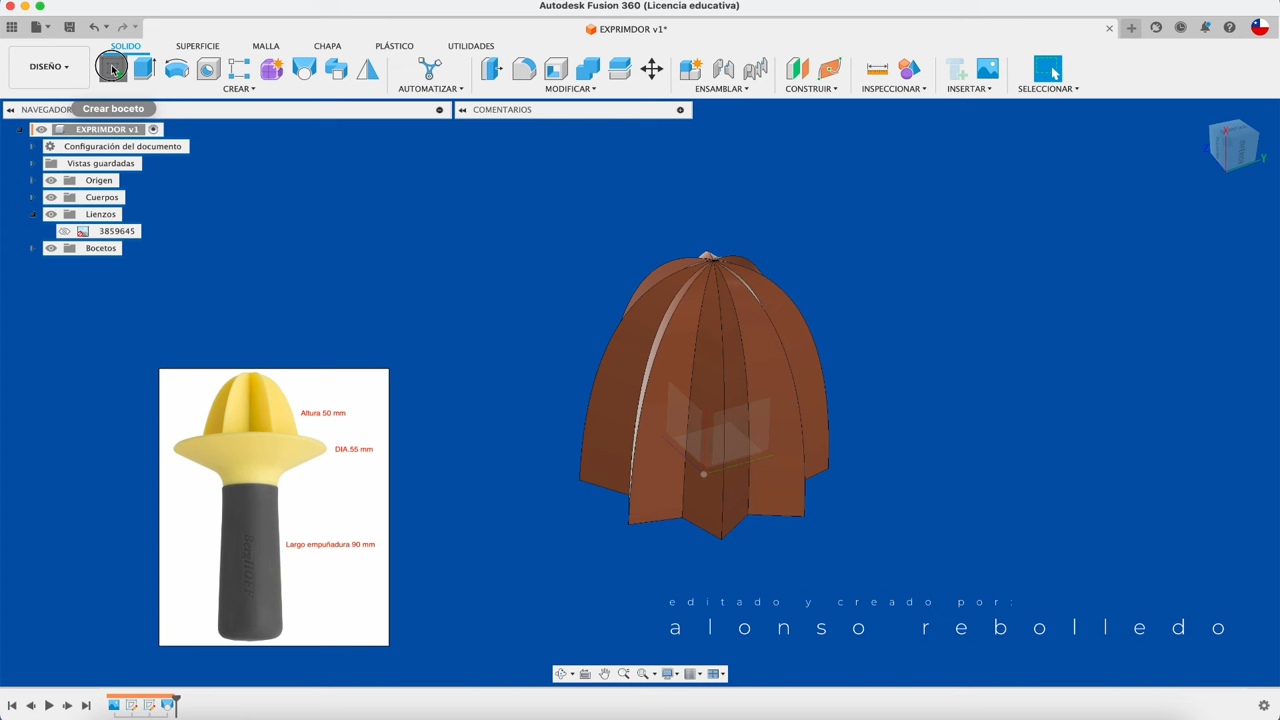 Autodesk Fusion 360 (Licencia educativa)
EXPRIMDOR v1*
DISEÑO
SOLIDO
SUPERFICIE
MALLA
CHAPA
PLÁSTICO
UTILIDADES
CREAR
AUTOMATIZAR
MODIFICAR
ENSAMBLAR
CONSTRUIR
INSPECCIONAR
INSERTAR
SELECCIONAR
NAVEGADOR
Crear boceto
COMENTARIOS
EXPRIMDOR v1
Configuración del documento
Vistas guardadas
Origen
Cuerpos
Lienzos
3859645
Bocetos
X
Y
Altura 50 mm
DIA.55 mm
Largo empuñadura 90 mm
editado y creado por:
alonso rebolledo